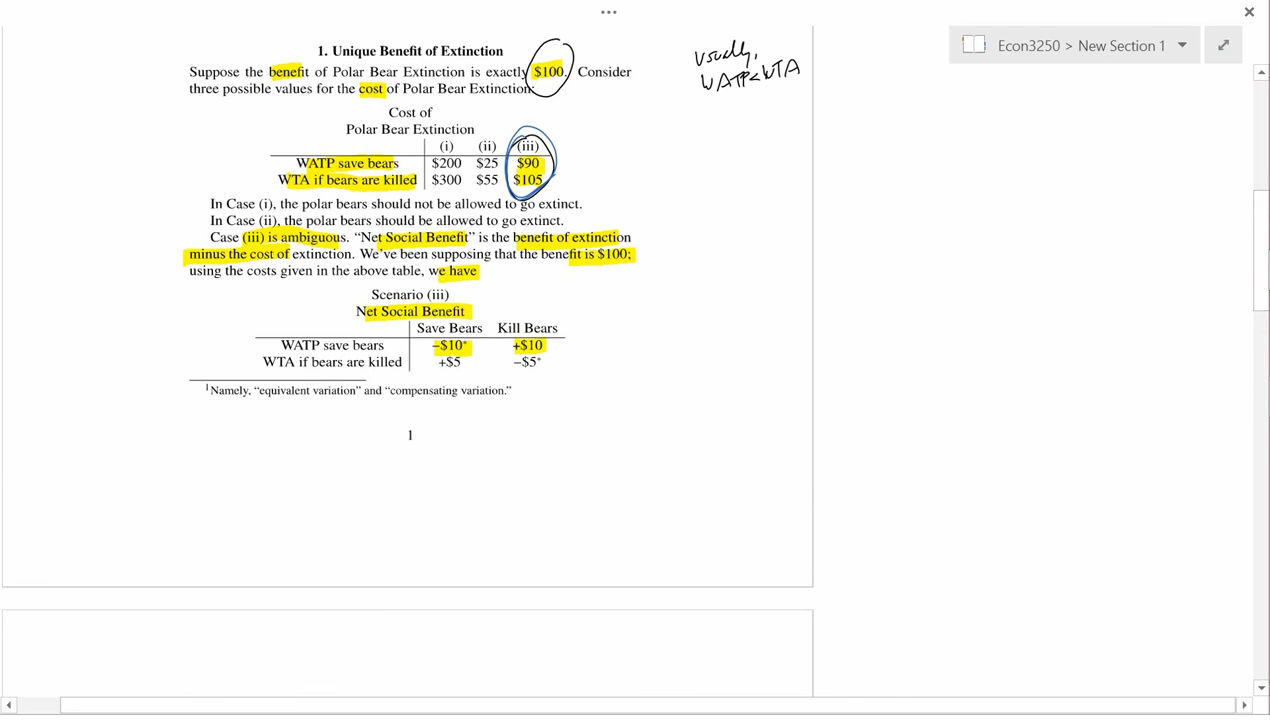 Econ3250 > New Section 1
1. Unique Benefit of Extinction
Suppose the benefit of Polar Bear Extinction is exactly $100. Consider
three possible values for the cost of Polar Bear Extinction:
usually,
WATP<WTA
Cost of
Polar Bear Extinction
(i) (ii) (iii)
WATP save bears $200 $25 $90
WTA if bears are killed $300 $55 $105
In Case (i), the polar bears should not be allowed to go extinct.
In Case (ii), the polar bears should be allowed to go extinct.
Case (iii) is ambiguous. “Net Social Benefit” is the benefit of extinction
minus the cost of extinction. We’ve been supposing that the benefit is $100;
using the costs given in the above table, we have
Scenario (iii)
Net Social Benefit
Save Bears Kill Bears
WATP save bears −$10* +$10
WTA if bears are killed +$5 −$5*
1Namely, “equivalent variation” and “compensating variation.”
1